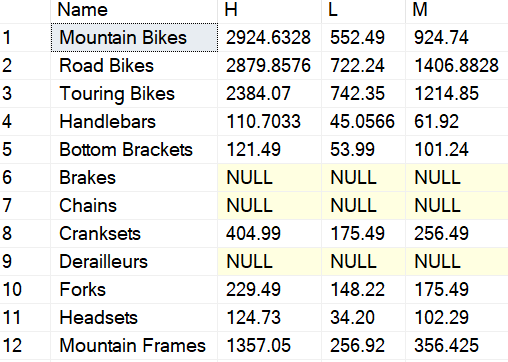 Name H L M
1 Mountain Bikes 2924.6328 552.49 924.74
2 Road Bikes 2879.8576 722.24 1406.8828
3 Touring Bikes 2384.07 742.35 1214.85
4 Handlebars 110.7033 45.0566 61.92
5 Bottom Brackets 121.49 53.99 101.24
6 Brakes NULL NULL NULL
7 Chains NULL NULL NULL
8 Cranksets 404.99 175.49 256.49
9 Derailleurs NULL NULL NULL
10 Forks 229.49 148.22 175.49
11 Headsets 124.73 34.20 102.29
12 Mountain Frames 1357.05 256.92 356.425